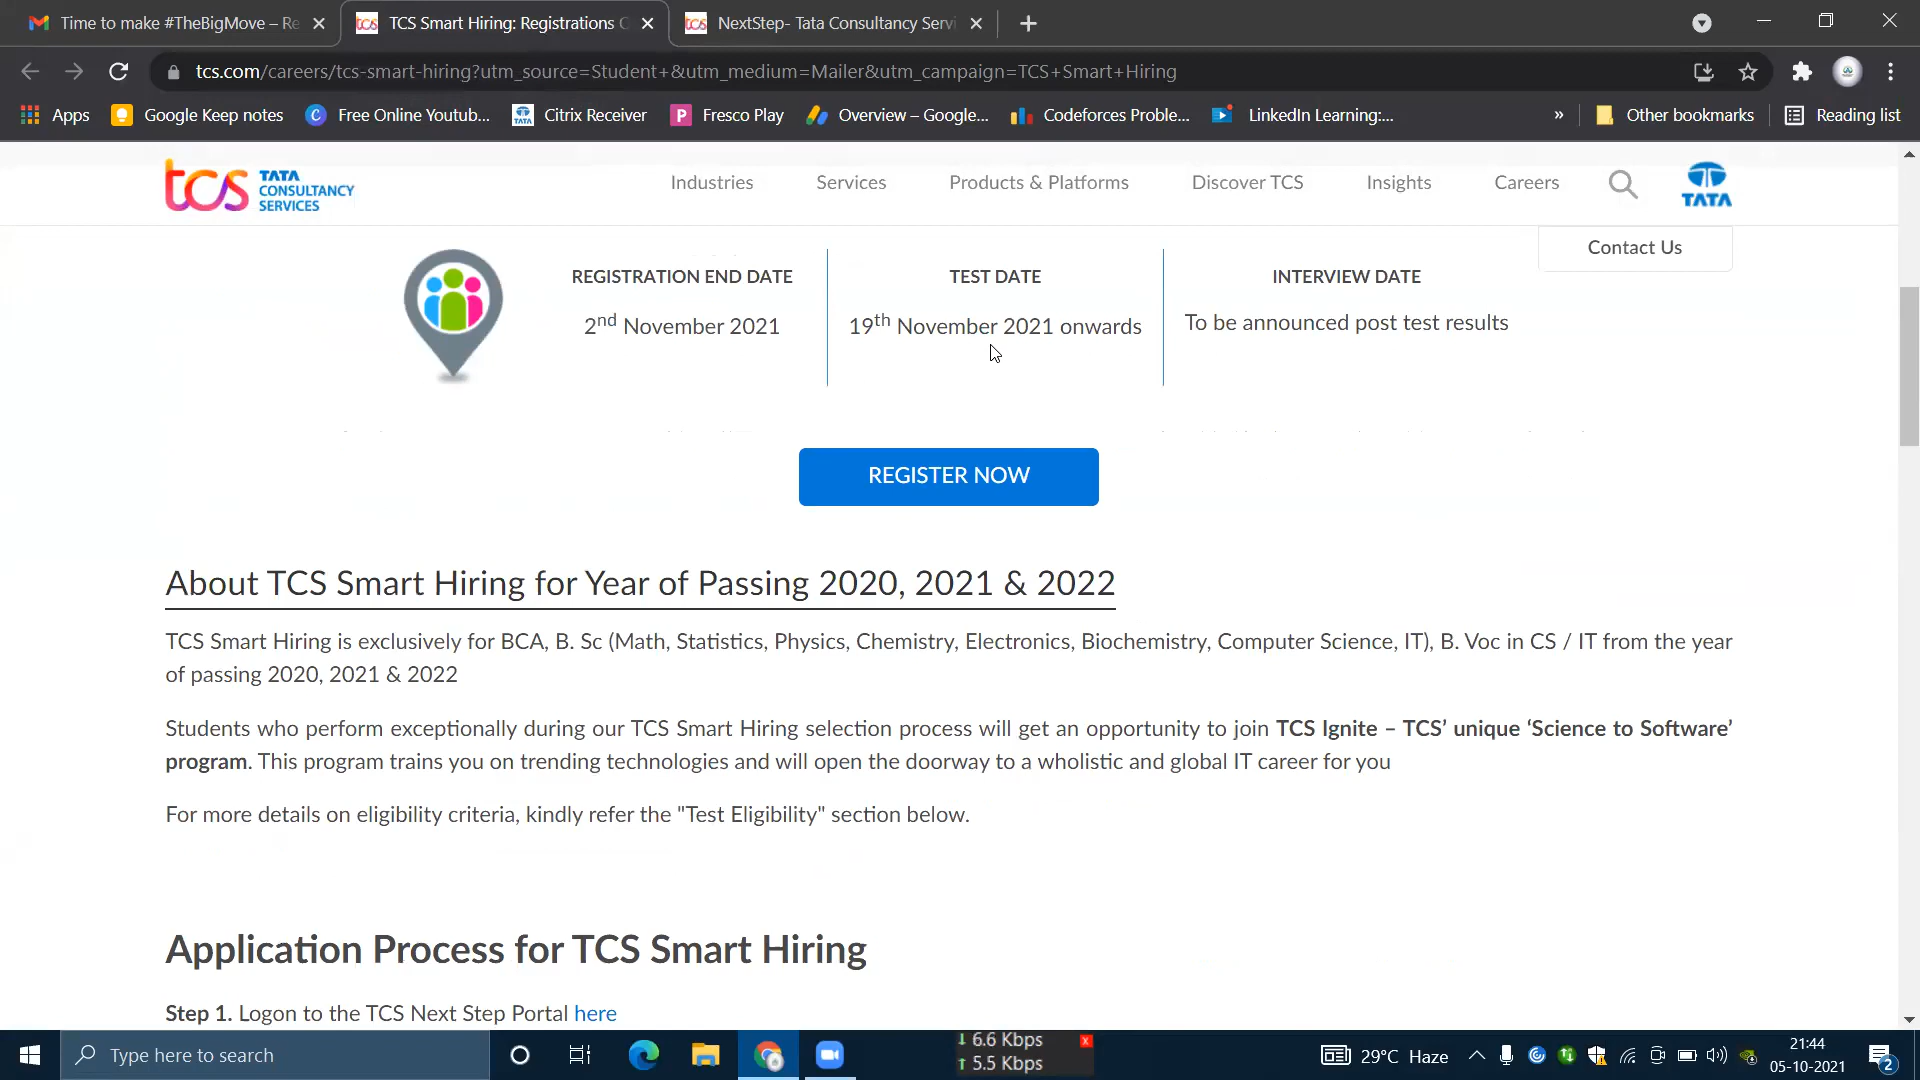 Time to make #TheBigMove – Re
TCS Smart Hiring: Registrations
NextStep- Tata Consultancy Servi
tcs.com/careers/tcs-smart-hiring?utm_source=Student+&utm_medium=Mailer&utm_campaign=TCS+Smart+Hiring
Apps
Google Keep notes
Free Online Youtub...
Citrix Receiver
Fresco Play
Overview – Google...
Codeforces Proble...
LinkedIn Learning:...
»
Other bookmarks
Reading list
tcs TATA
CONSULTANCY
SERVICES
Industries
Services
Products & Platforms
Discover TCS
Insights
Careers
TATA
Contact Us
REGISTRATION END DATE
2nd November 2021
TEST DATE
19th November 2021 onwards
INTERVIEW DATE
To be announced post test results
REGISTER NOW
About TCS Smart Hiring for Year of Passing 2020, 2021 & 2022
TCS Smart Hiring is exclusively for BCA, B. Sc (Math, Statistics, Physics, Chemistry, Electronics, Biochemistry, Computer Science, IT), B. Voc in CS / IT from the year
of passing 2020, 2021 & 2022
Students who perform exceptionally during our TCS Smart Hiring selection process will get an opportunity to join TCS Ignite – TCS’ unique ‘Science to Software’
program. This program trains you on trending technologies and will open the doorway to a wholistic and global IT career for you
For more details on eligibility criteria, kindly refer the "Test Eligibility" section below.
Application Process for TCS Smart Hiring
Step 1. Logon to the TCS Next Step Portal here
Type here to search
6.6 Kbps
5.5 Kbps
29°C Haze
21:44
05-10-2021
2